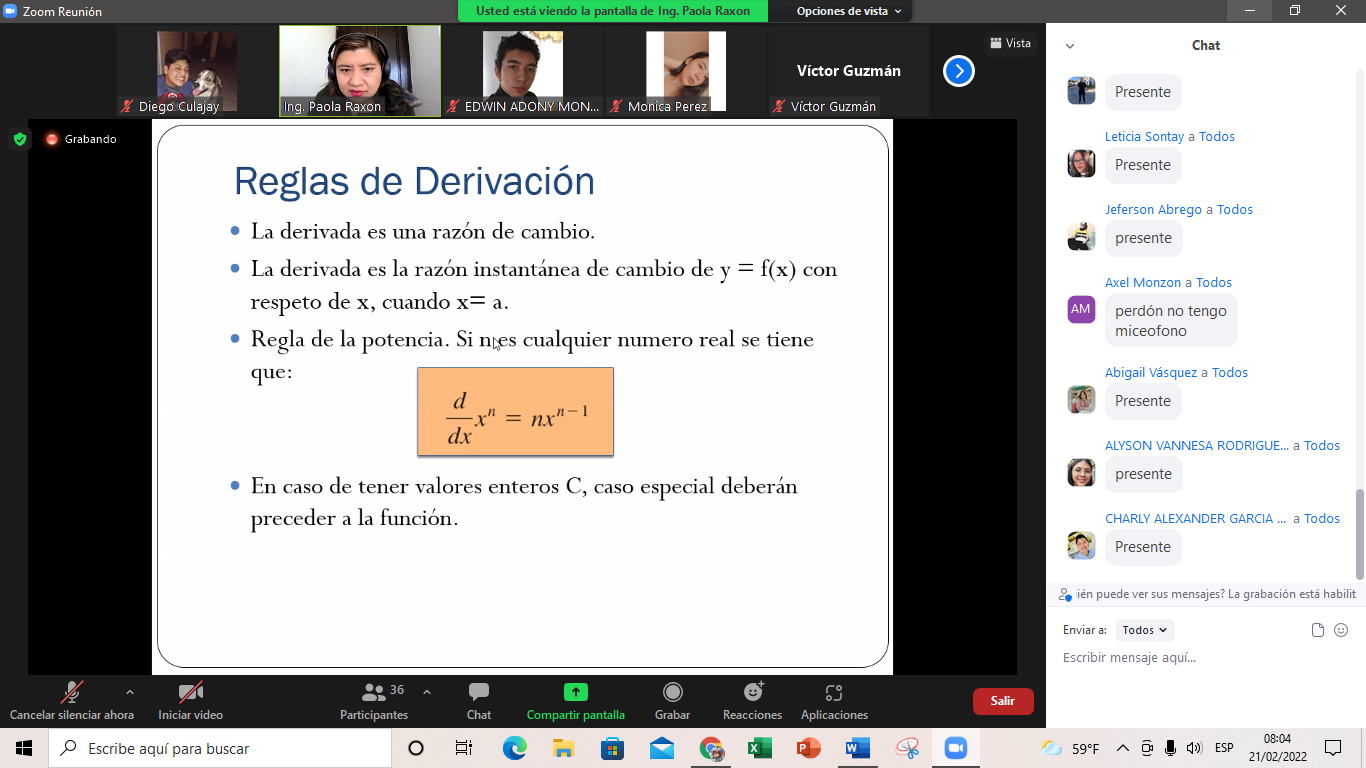 Zoom Reunión
Usted está viendo la pantalla de Ing. Paola Raxon
Opciones de vista
Diego Culajay
Ing. Paola Raxon
EDWIN ADONY MON...
Monica Perez
Víctor Guzmán
Víctor Guzmán
Vista
Grabando
Reglas de Derivación
La derivada es una razón de cambio.
La derivada es la razón instantánea de cambio de y = f(x) con
respeto de x, cuando x= a.
Regla de la potencia. Si n es cualquier numero real se tiene
que:
d/dx xⁿ = nxⁿ⁻¹
En caso de tener valores enteros C, caso especial deberán
preceder a la función.
Chat
Presente
Leticia Sontay a Todos
Presente
Jeferson Abrego a Todos
presente
Axel Monzon a Todos
AM
perdón no tengo
miceofono
Abigail Vásquez a Todos
Presente
ALYSON VANNESA RODRIGUE... a Todos
presente
CHARLY ALEXANDER GARCIA ... a Todos
Presente
ién puede ver sus mensajes? La grabación está habilit
Enviar a: Todos
Escribir mensaje aquí...
Cancelar silenciar ahora
Iniciar video
36
Participantes
Chat
Compartir pantalla
Grabar
Reacciones
Aplicaciones
Salir
Escribe aquí para buscar
59°F
ESP
08:04
21/02/2022